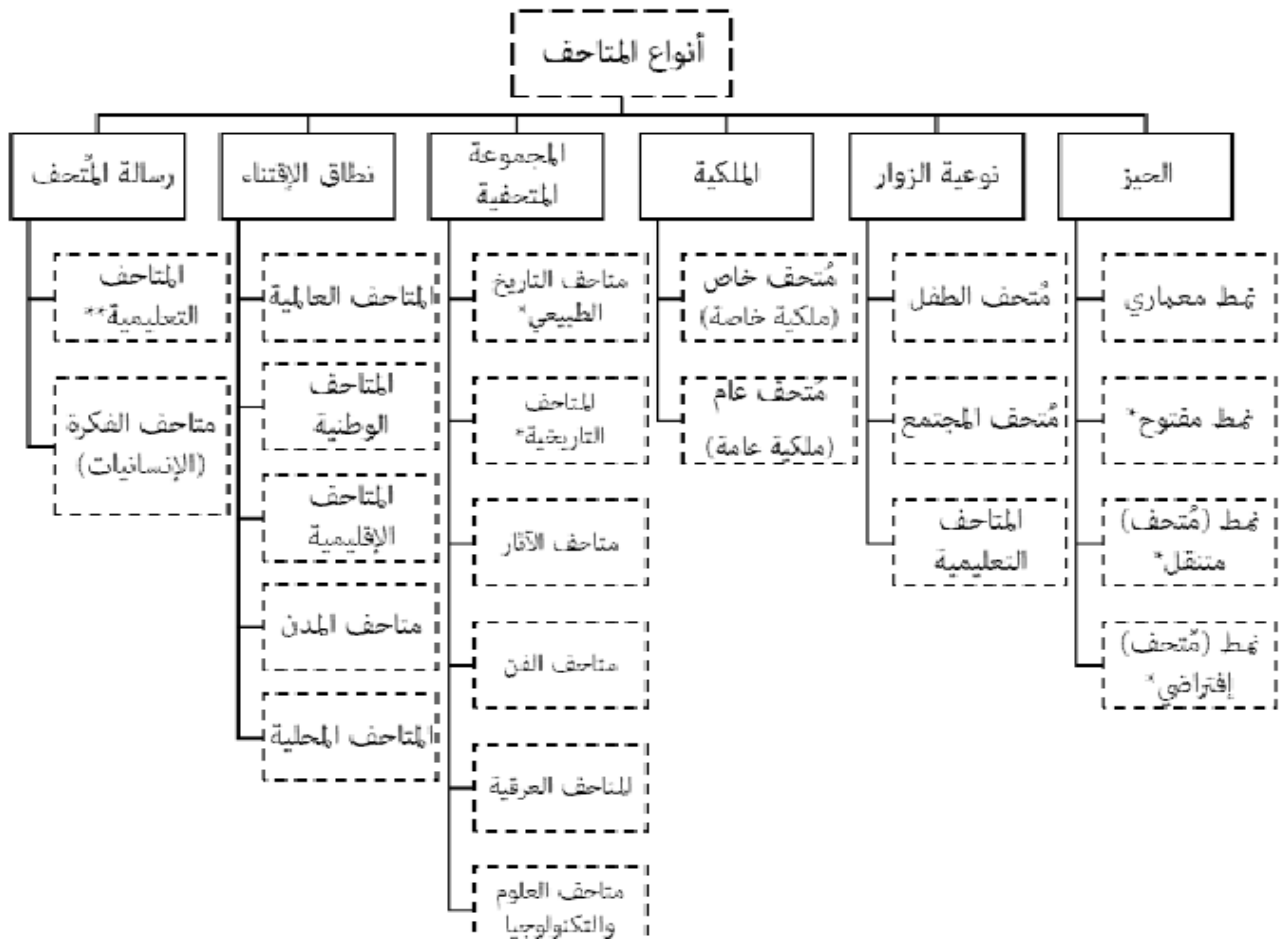 أنواع المتاحف
الحيز
نمط معماري
نمط مفتوح*
نمط (مُتحف)
متنقل*
نمط (مُتحف)
إفتراضي*
نوعية الزوار
مُتحف الطفل
مُتحف المجتمع
المتاحف
التعليمية
الملكية
مُتحف خاص
(ملكية خاصة)
مُتحف عام
(ملكية عامة)
المجموعة
المتحفية
متاحف التاريخ
الطبيعي*
المتاحف
التاريخية*
متاحف الآثار
متاحف الفن
المتاحف العرقية
متاحف العلوم
والتكنولوجيا
نطاق الإقتناء
المتاحف العالمية
المتاحف
الوطنية
المتاحف
الإقليمية
متاحف المدن
المتاحف المحلية
رسالة المُتحف
المتاحف
التعليمية**
متاحف الفكرة
(الإنسانيات)